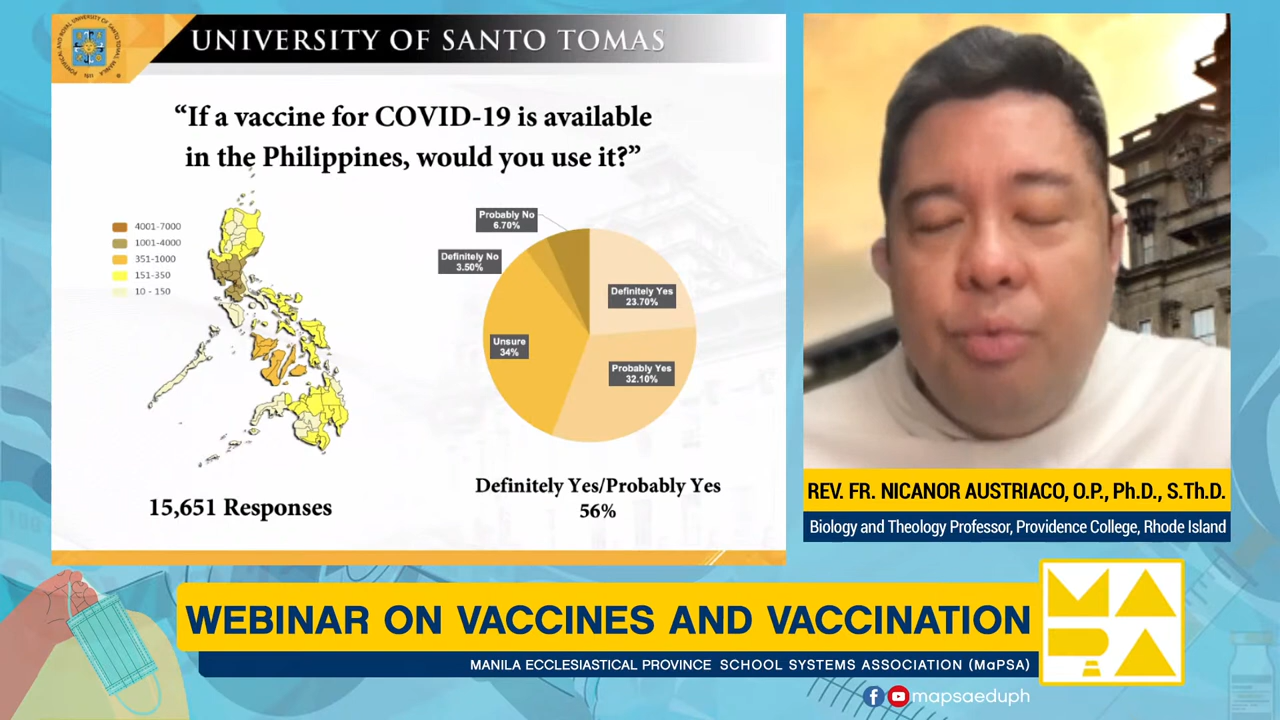 UNIVERSITY OF SANTO TOMAS
“If a vaccine for COVID-19 is available
in the Philippines, would you use it?”
4001-7000
1001-4000
351-1000
151-350
10 - 150
15,651 Responses
Probably No
6.70%
Definitely No
3.50%
Definitely Yes
23.70%
Unsure
34%
Probably Yes
32.10%
Definitely Yes/Probably Yes
56%
REV. FR. NICANOR AUSTRIACO, O.P., Ph.D., S.Th.D.
Biology and Theology Professor, Providence College, Rhode Island
WEBINAR ON VACCINES AND VACCINATION
MANILA ECCLESIASTICAL PROVINCE SCHOOL SYSTEMS ASSOCIATION (MaPSA)
mapsaeduph
MA
PA